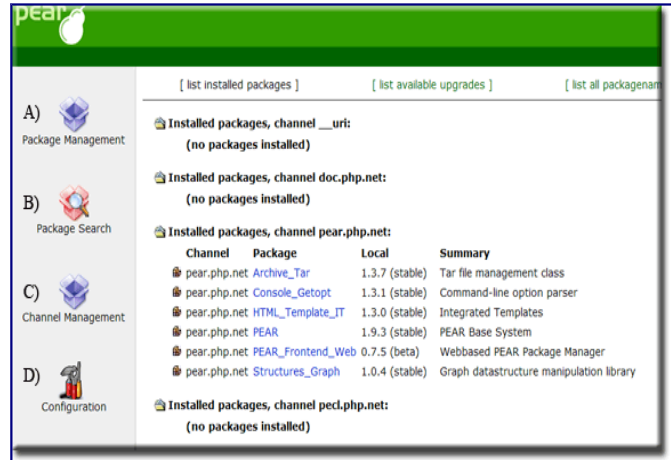 pear
[ list installed packages ] [ list available upgrades ] [ list all packagenam
A)
Package Management
B)
Package Search
C)
Channel Management
D)
Configuration
Installed packages, channel __uri:
(no packages installed)
Installed packages, channel doc.php.net:
(no packages installed)
Installed packages, channel pear.php.net:
Channel Package Local Summary
pear.php.net Archive_Tar 1.3.7 (stable) Tar file management class
pear.php.net Console_Getopt 1.3.1 (stable) Command-line option parser
pear.php.net HTML_Template_IT 1.3.0 (stable) Integrated Templates
pear.php.net PEAR 1.9.3 (stable) PEAR Base System
pear.php.net PEAR_Frontend_Web 0.7.5 (beta) Webbased PEAR Package Manager
pear.php.net Structures_Graph 1.0.4 (stable) Graph datastructure manipulation library
Installed packages, channel pecl.php.net:
(no packages installed)